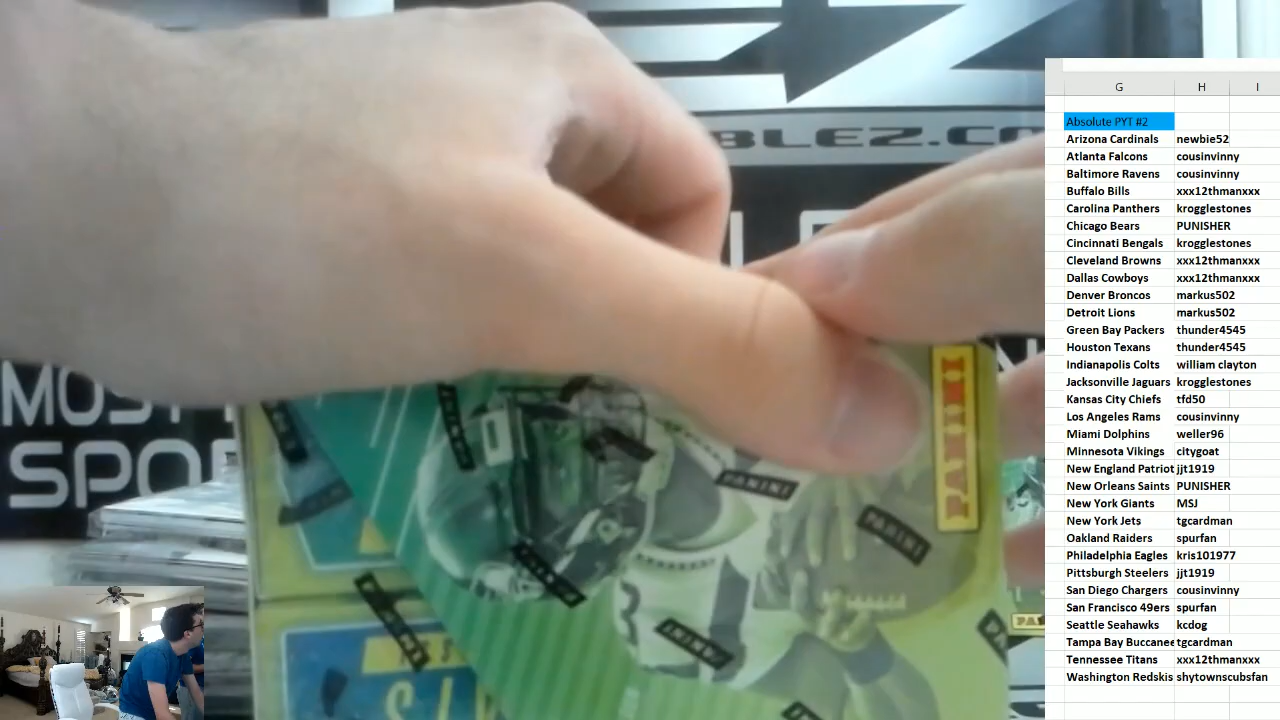 BLEZ.CO
MOST
SPO
PANINI
PANINI
PANINI
PANINI
G H I
Absolute PYT #2
Arizona Cardinals newbie52
Atlanta Falcons cousinvinny
Baltimore Ravens cousinvinny
Buffalo Bills xxx12thmanxxx
Carolina Panthers krogglestones
Chicago Bears PUNISHER
Cincinnati Bengals krogglestones
Cleveland Browns xxx12thmanxxx
Dallas Cowboys xxx12thmanxxx
Denver Broncos markus502
Detroit Lions markus502
Green Bay Packers thunder4545
Houston Texans thunder4545
Indianapolis Colts william clayton
Jacksonville Jaguars krogglestones
Kansas City Chiefs tfd50
Los Angeles Rams cousinvinny
Miami Dolphins weller96
Minnesota Vikings citygoat
New England Patriot jjt1919
New Orleans Saints PUNISHER
New York Giants MSJ
New York Jets tgcardman
Oakland Raiders spurfan
Philadelphia Eagles kris101977
Pittsburgh Steelers jjt1919
San Diego Chargers cousinvinny
San Francisco 49ers spurfan
Seattle Seahawks kcdog
Tampa Bay Buccanee tgcardman
Tennessee Titans xxx12thmanxxx
Washington Redskis shytownscubsfan